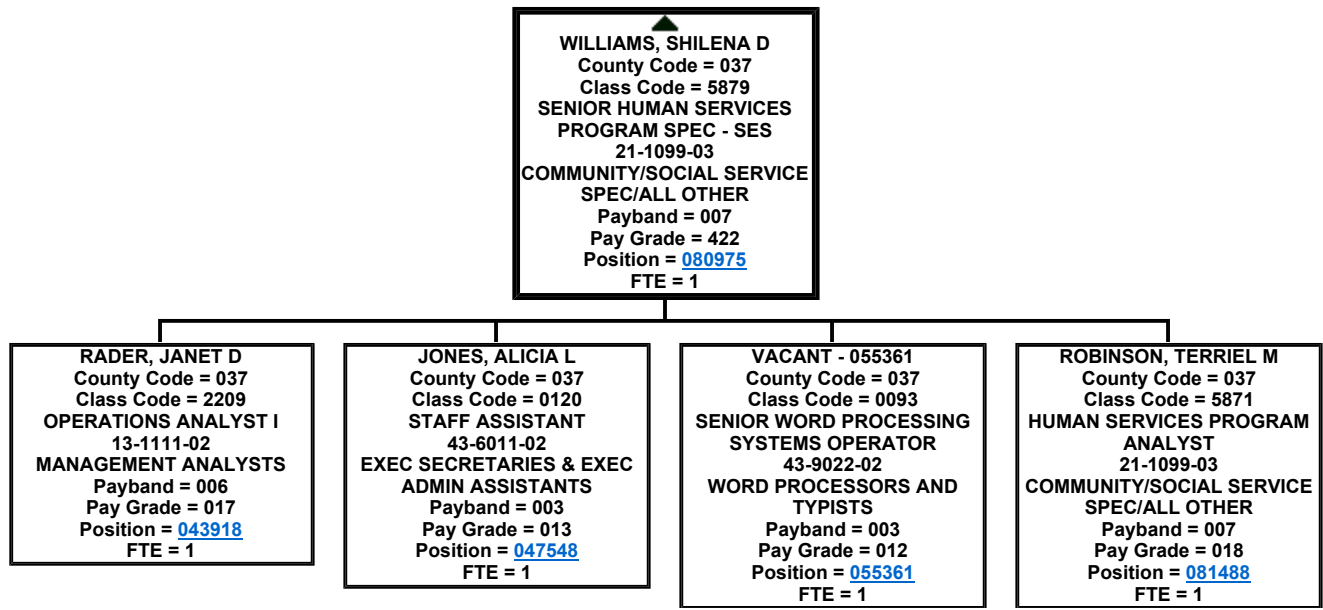 WILLIAMS, SHILENA D
County Code = 037
Class Code = 5879
SENIOR HUMAN SERVICES
PROGRAM SPEC - SES
21-1099-03
COMMUNITY/SOCIAL SERVICE
SPEC/ALL OTHER
Payband = 007
Pay Grade = 422
Position = 080975
FTE = 1
RADER, JANET D
County Code = 037
Class Code = 2209
OPERATIONS ANALYST I
13-1111-02
MANAGEMENT ANALYSTS
Payband = 006
Pay Grade = 017
Position = 043918
FTE = 1
JONES, ALICIA L
County Code = 037
Class Code = 0120
STAFF ASSISTANT
43-6011-02
EXEC SECRETARIES & EXEC
ADMIN ASSISTANTS
Payband = 003
Pay Grade = 013
Position = 047548
FTE = 1
VACANT - 055361
County Code = 037
Class Code = 0093
SENIOR WORD PROCESSING
SYSTEMS OPERATOR
43-9022-02
WORD PROCESSORS AND
TYPISTS
Payband = 003
Pay Grade = 012
Position = 055361
FTE = 1
ROBINSON, TERRIEL M
County Code = 037
Class Code = 5871
HUMAN SERVICES PROGRAM
ANALYST
21-1099-03
COMMUNITY/SOCIAL SERVICE
SPEC/ALL OTHER
Payband = 007
Pay Grade = 018
Position = 081488
FTE = 1